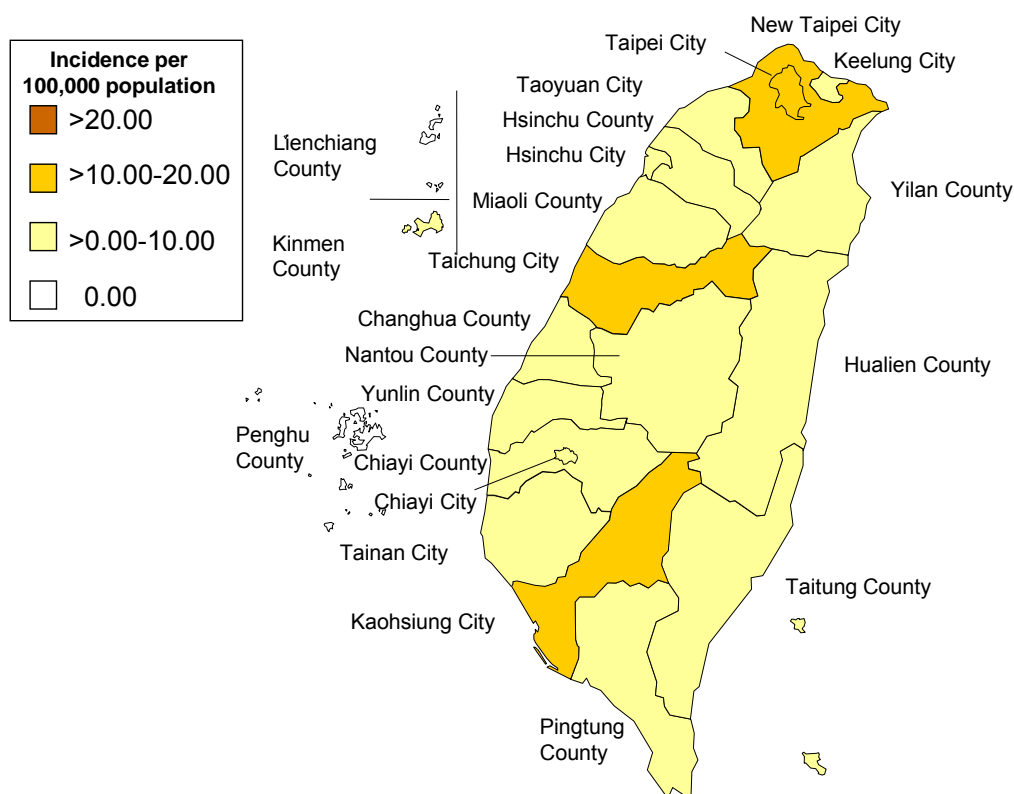 Incidence per
100,000 population
>20.00
>10.00-20.00
>0.00-10.00
0.00
New Taipei City
Taipei City
Keelung City
Taoyuan City
Hsinchu County
Lienchiang
County
Hsinchu City
Yilan County
Miaoli County
Kinmen
County
Taichung City
Changhua County
Nantou County
Hualien County
Yunlin County
Penghu
County
Chiayi County
Chiayi City
Tainan City
Taitung County
Kaohsiung City
Pingtung
County